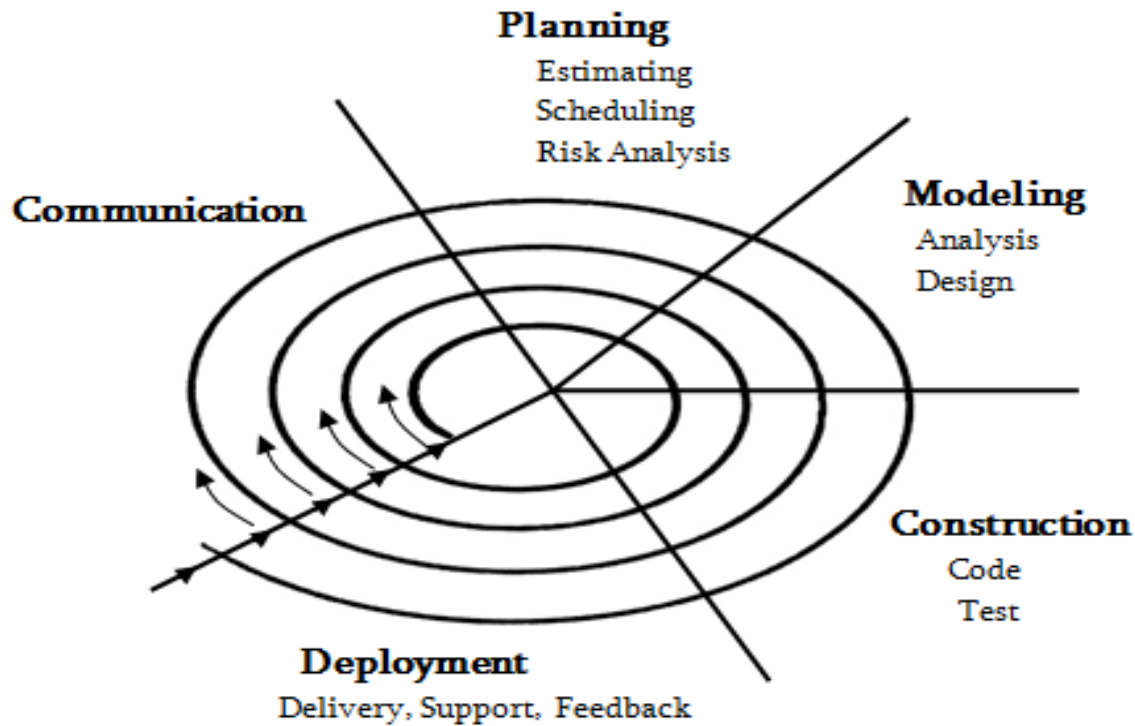 Planning
Estimating
Scheduling
Risk Analysis
Communication
Modeling
Analysis
Design
Construction
Code
Test
Deployment
Delivery, Support, Feedback